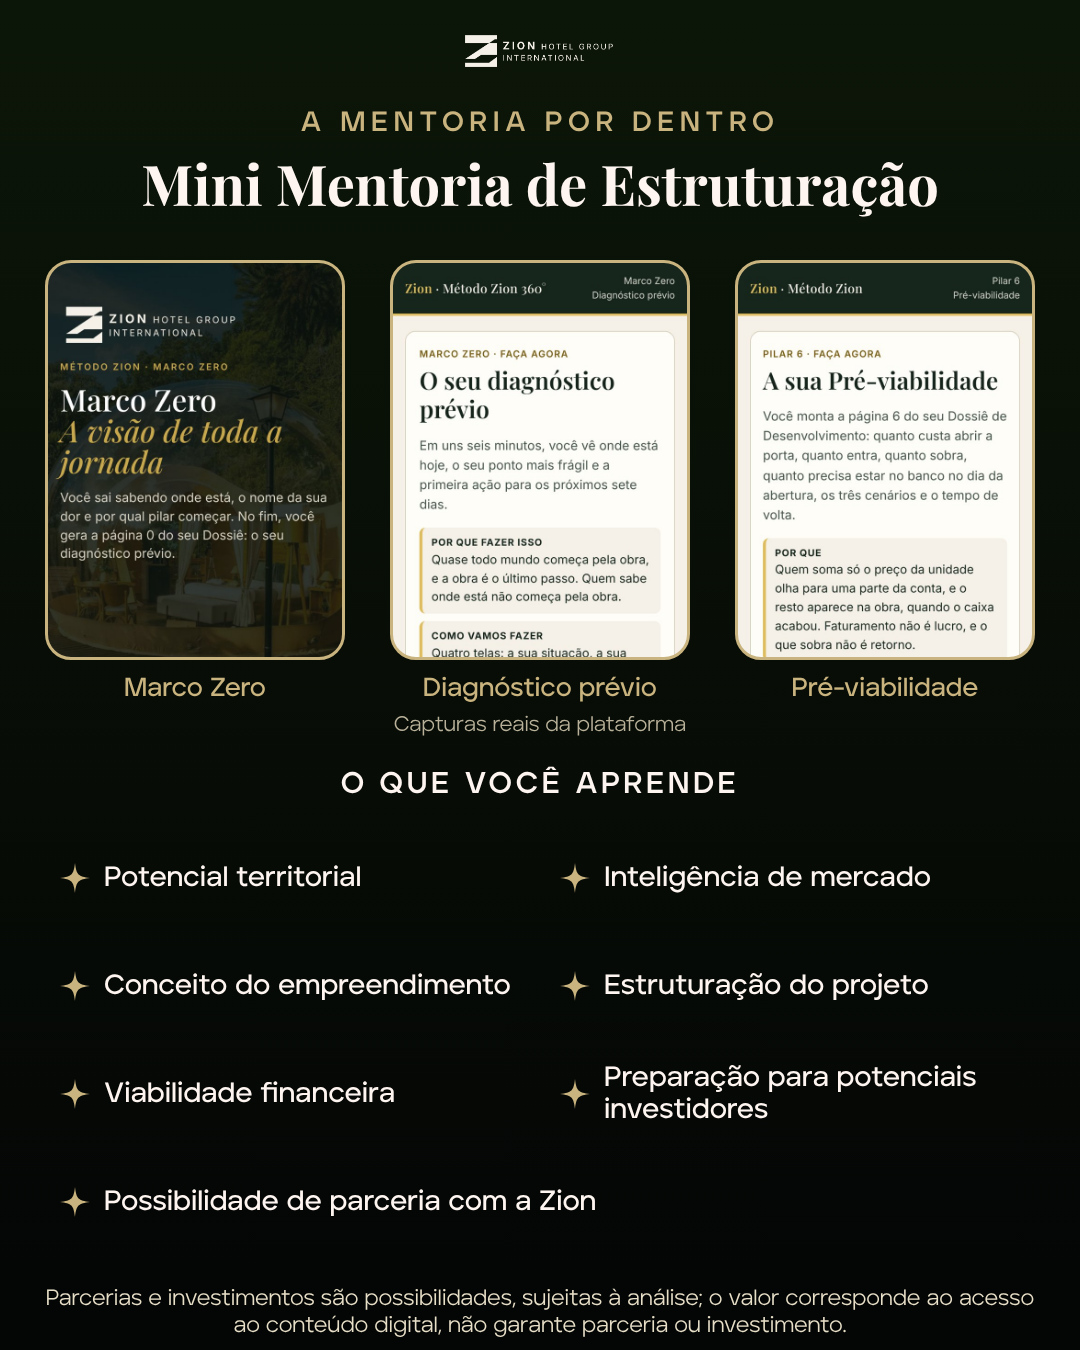 ZION HOTEL GROUP
INTERNATIONAL
A MENTORIA POR DENTRO
Mini Mentoria de Estruturação
ZION HOTEL GROUP
INTERNATIONAL
MÉTODO ZION · MARCO ZERO
Marco Zero
A visão de toda a
jornada
Você sai sabendo onde está, o nome da sua
dor e por qual pilar começar. No fim, você
gera a página 0 do seu Dossiê: o seu
diagnóstico prévio.
Marco Zero
Zion · Método Zion 360°
Marco Zero
Diagnóstico prévio
MARCO ZERO · FAÇA AGORA
O seu diagnóstico
prévio
Em uns seis minutos, você vê onde está
hoje, o seu ponto mais frágil e a
primeira ação para os próximos sete
dias.
POR QUE FAZER ISSO
Quase todo mundo começa pela obra,
e a obra é o último passo. Quem sabe
onde está não começa pela obra.
COMO VAMOS FAZER
Quatro telas: a sua situação, a sua
Diagnóstico prévio
Zion · Método Zion
Pilar 6
Pré-viabilidade
PILAR 6 · FAÇA AGORA
A sua Pré-viabilidade
Você monta a página 6 do seu Dossiê de
Desenvolvimento: quanto custa abrir a
porta, quanto entra, quanto sobra,
quanto precisa estar no banco no dia da
abertura, os três cenários e o tempo de
volta.
POR QUE
Quem soma só o preço da unidade
olha para uma parte da conta, e o
resto aparece na obra, quando o caixa
acabou. Faturamento não é lucro, e o
que sobra não é retorno.
Pré-viabilidade
Capturas reais da plataforma
O QUE VOCÊ APRENDE
Potencial territorial
Inteligência de mercado
Conceito do empreendimento
Estruturação do projeto
Viabilidade financeira
Preparação para potenciais
investidores
Possibilidade de parceria com a Zion
Parcerias e investimentos são possibilidades, sujeitas à análise; o valor corresponde ao acesso
ao conteúdo digital, não garante parceria ou investimento.